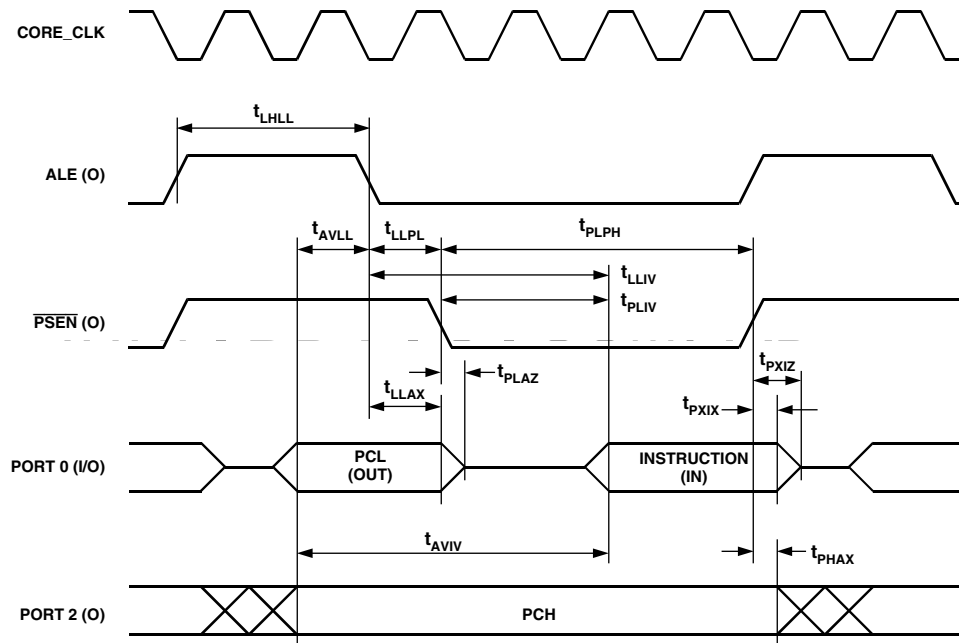 CORE_CLK
t_LHLL
ALE (O)
t_AVLL t_LLPL t_PLPH
t_LLIV
t_PLIV
PSEN (O)
t_PLAZ t_PXIZ
t_LLAX t_PXIX
PORT 0 (I/O)
PCL
(OUT)
INSTRUCTION
(IN)
t_AVIV
t_PHAX
PORT 2 (O)
PCH